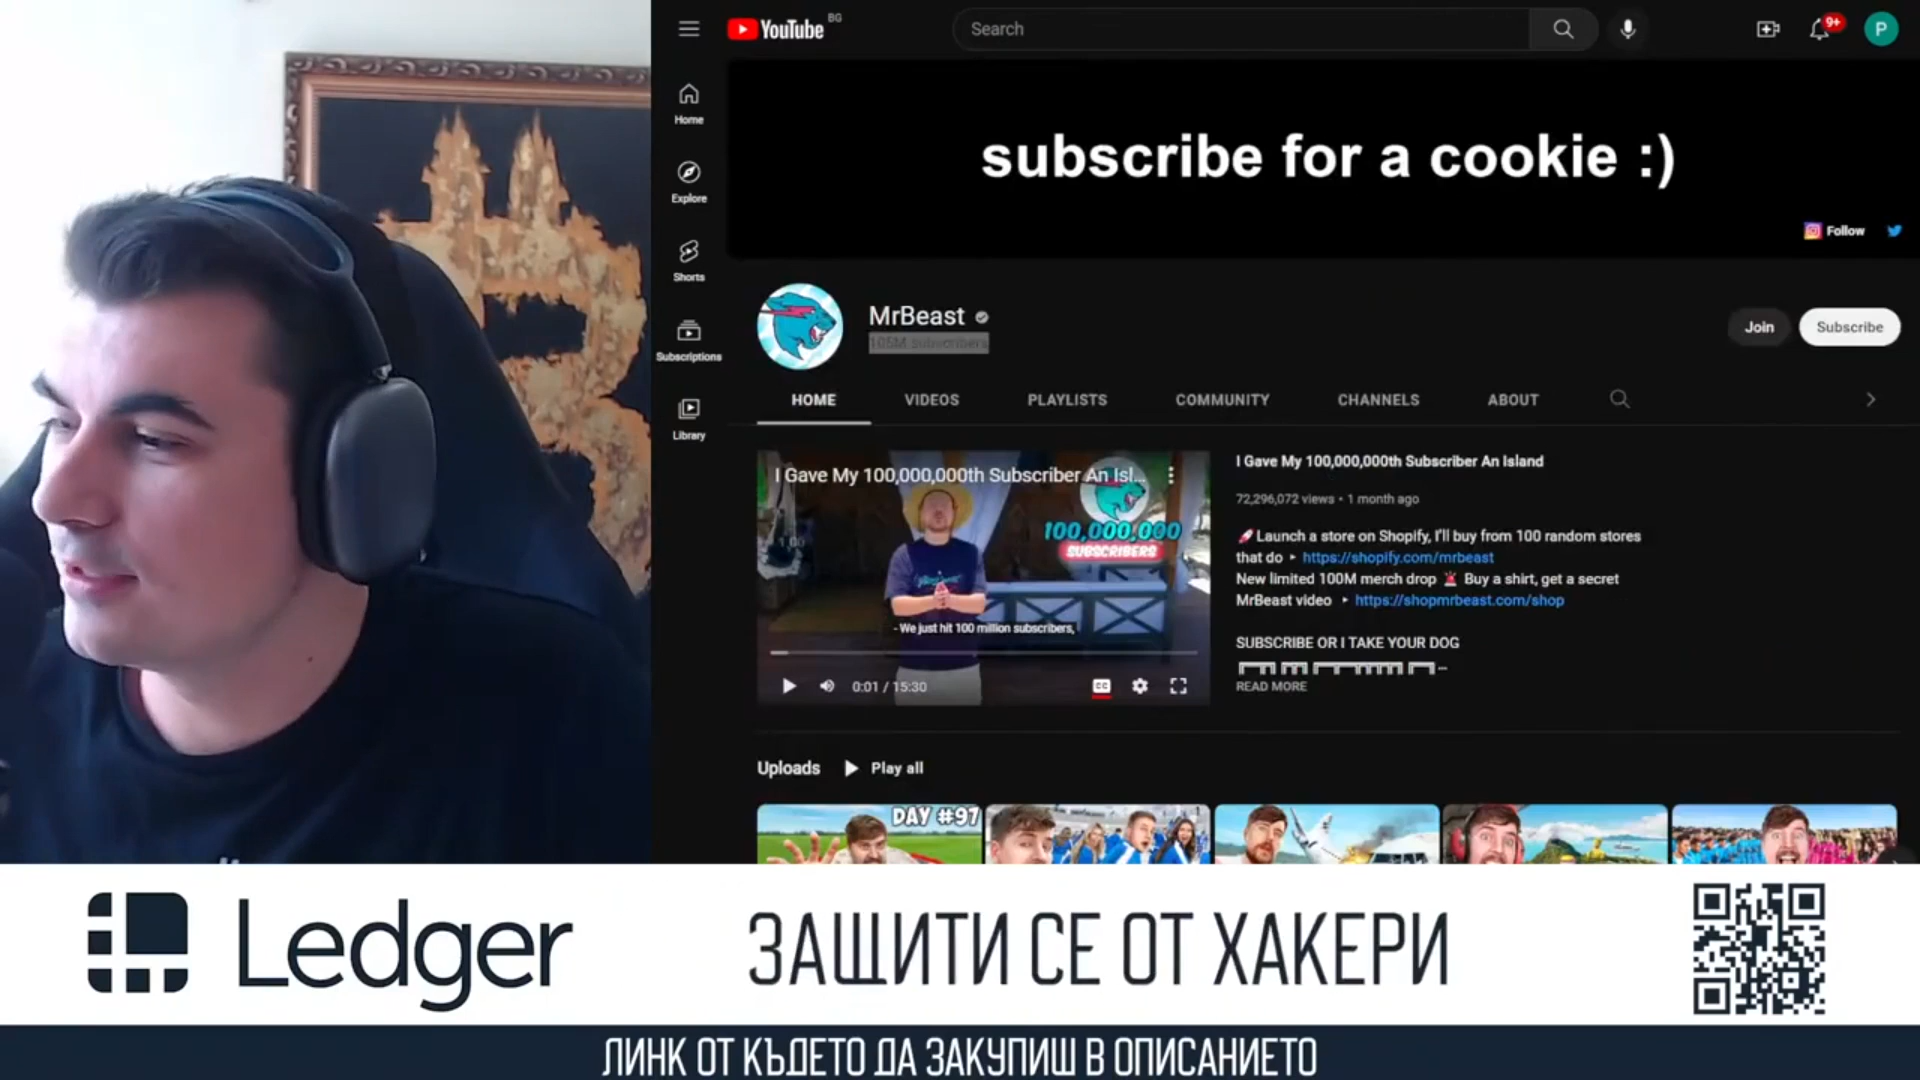 YouTube BG
Search
9+
P
Home
Explore
Shorts
Subscriptions
Library
subscribe for a cookie :)
Follow
MrBeast
105M subscribers
Join
Subscribe
HOME VIDEOS PLAYLISTS COMMUNITY CHANNELS ABOUT
I Gave My 100,000,000th Subscriber An Isl...
100,000,000
SUBSCRIBERS
- We just hit 100 million subscribers,
0:01 / 15:30
CC
I Gave My 100,000,000th Subscriber An Island
72,296,072 views • 1 month ago
🚀Launch a store on Shopify, I'll buy from 100 random stores
that do ‣ https://shopify.com/mrbeast
New limited 100M merch drop 🚨 Buy a shirt, get a secret
MrBeast video ‣ https://shopmrbeast.com/shop
SUBSCRIBE OR I TAKE YOUR DOG
READ MORE
Uploads
Play all
DAY #97
Ledger
ЗАЩИТИ СЕ ОТ ХАКЕРИ
ЛИНК ОТ КЪДЕТО ДА ЗАКУПИШ В ОПИСАНИЕТО